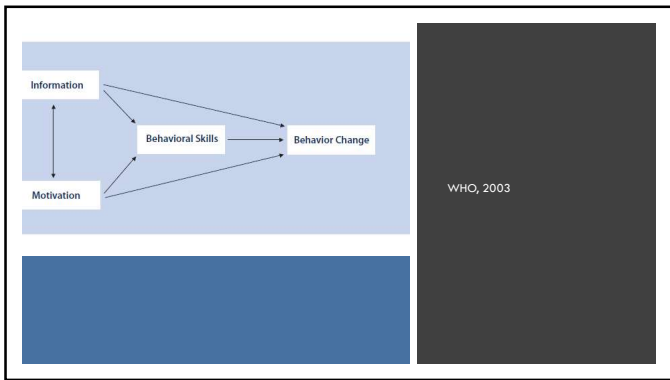 Information
Behavioral Skills
Behavior Change
Motivation
WHO, 2003